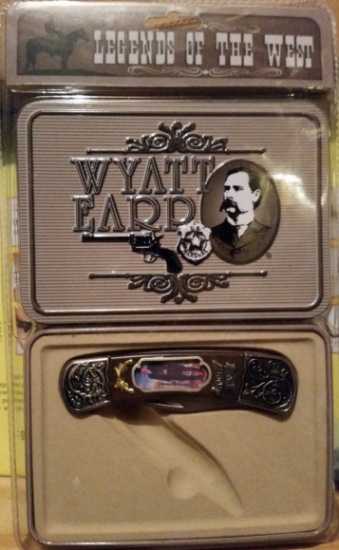 LEGENDS OF THE WEST
WYATT
EARP